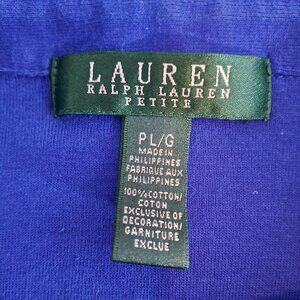 LAUREN
RALPH LAUREN
PETITE
PL/G
MADE IN
PHILIPPINES
FABRIQUE AUX
PHILIPPINES
100% COTTON/
COTON
EXCLUSIVE OF
DECORATION/
GARNITURE
EXCLUE